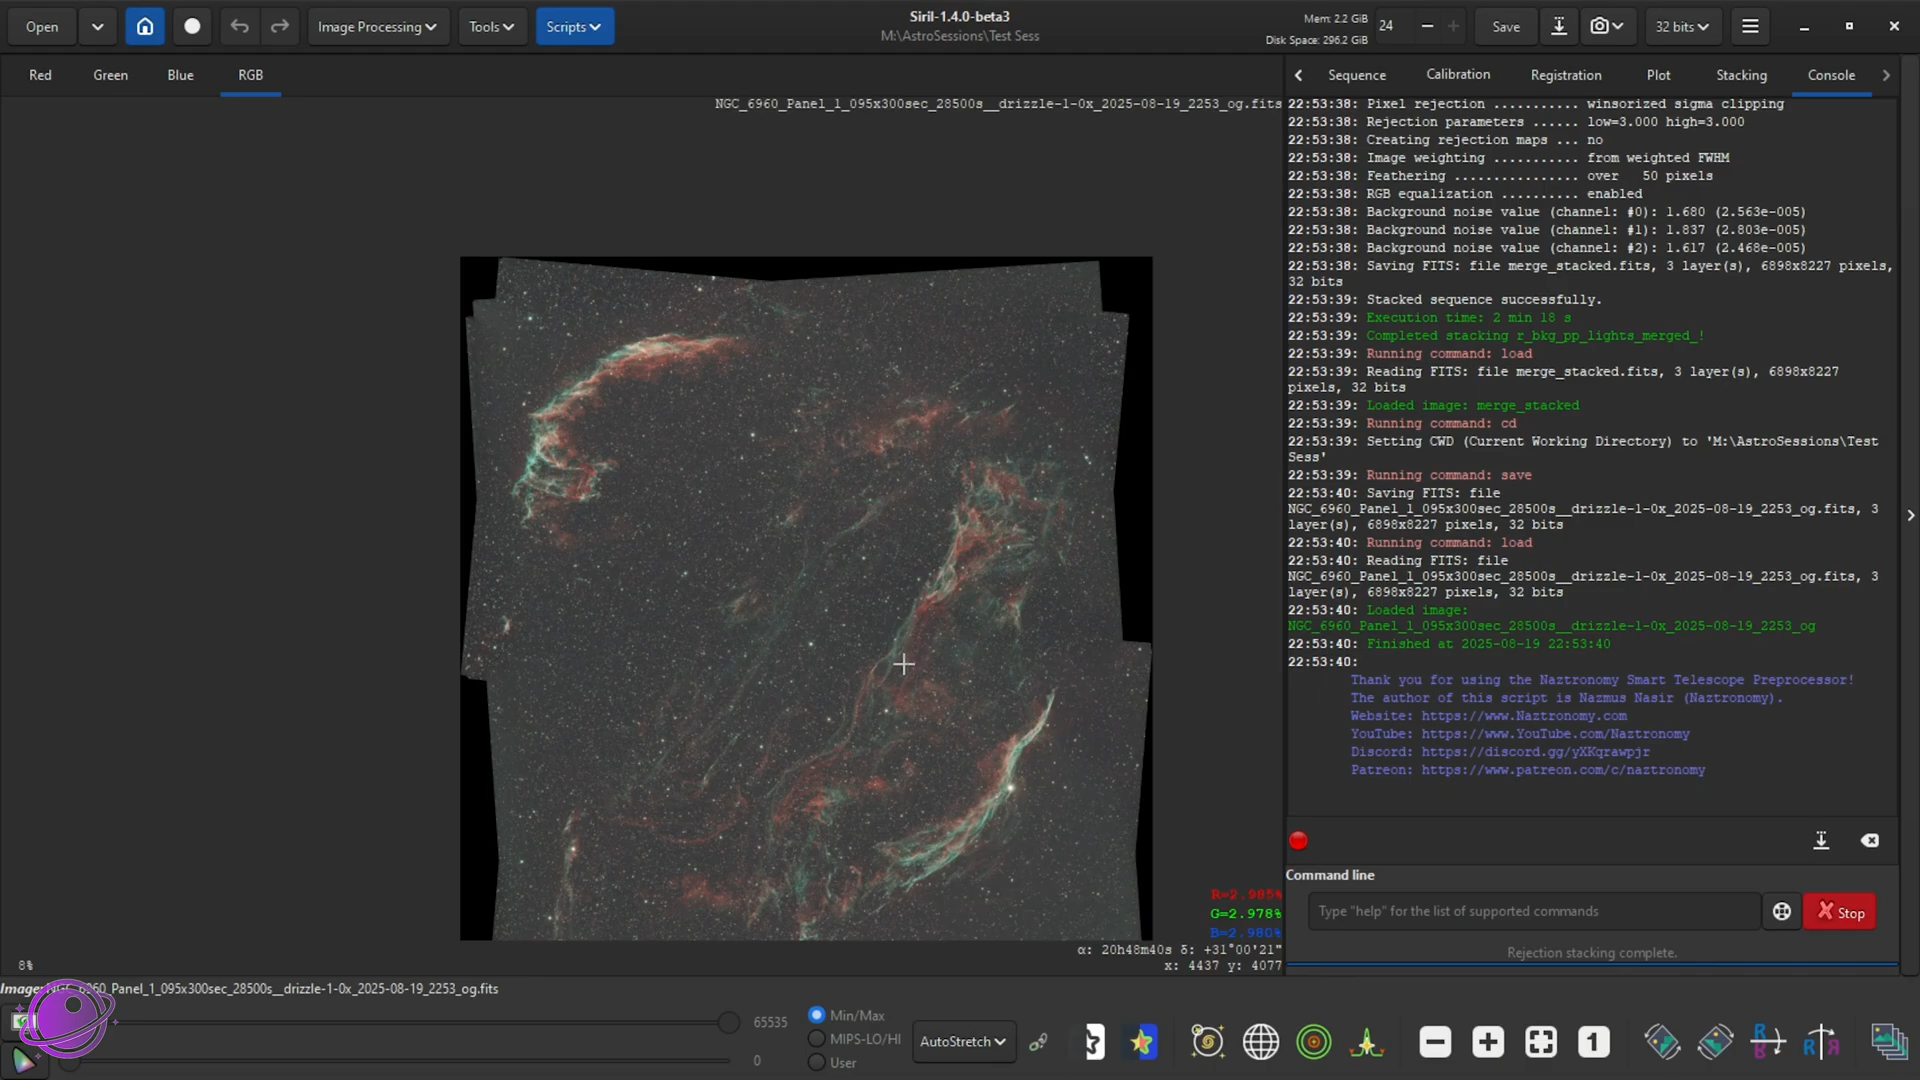 Open
Image Processing
Tools
Scripts
Siril-1.4.0-beta3
M:\AstroSessions\Test Sess
Mem: 2.2 GiB
Disk Space: 296.2 GiB
24
Save
32 bits
Red
Green
Blue
RGB
Sequence
Calibration
Registration
Plot
Stacking
Console
NGC_6960_Panel_1_095x300sec_28500s__drizzle-1-0x_2025-08-19_2253_og.fits
22:53:38: Pixel rejection ........... winsorized sigma clipping
22:53:38: Rejection parameters ...... low=3.000 high=3.000
22:53:38: Creating rejection maps ... no
22:53:38: Image weighting ........... from weighted FWHM
22:53:38: Feathering ................ over   50 pixels
22:53:38: RGB equalization .......... enabled
22:53:38: Background noise value (channel: #0): 1.680 (2.563e-005)
22:53:38: Background noise value (channel: #1): 1.837 (2.803e-005)
22:53:38: Background noise value (channel: #2): 1.617 (2.468e-005)
22:53:38: Saving FITS: file merge_stacked.fits, 3 layer(s), 6898x8227 pixels,
32 bits
22:53:39: Stacked sequence successfully.
22:53:39: Execution time: 2 min 18 s
22:53:39: Completed stacking r_bkg_pp_lights_merged_!
22:53:39: Running command: load
22:53:39: Reading FITS: file merge_stacked.fits, 3 layer(s), 6898x8227
pixels, 32 bits
22:53:39: Loaded image: merge_stacked
22:53:39: Running command: cd
22:53:39: Setting CWD (Current Working Directory) to 'M:\AstroSessions\Test
Sess'
22:53:39: Running command: save
22:53:40: Saving FITS: file
NGC_6960_Panel_1_095x300sec_28500s__drizzle-1-0x_2025-08-19_2253_og.fits, 3
layer(s), 6898x8227 pixels, 32 bits
22:53:40: Running command: load
22:53:40: Reading FITS: file
NGC_6960_Panel_1_095x300sec_28500s__drizzle-1-0x_2025-08-19_2253_og.fits, 3
layer(s), 6898x8227 pixels, 32 bits
22:53:40: Loaded image:
NGC_6960_Panel_1_095x300sec_28500s__drizzle-1-0x_2025-08-19_2253_og
22:53:40: Finished at 2025-08-19 22:53:40
22:53:40:
Thank you for using the Naztronomy Smart Telescope Preprocessor!
The author of this script is Nazmus Nasir (Naztronomy).
Website: https://www.Naztronomy.com
YouTube: https://www.YouTube.com/Naztronomy
Discord: https://discord.gg/yXKqrawpjr
Patreon: https://www.patreon.com/c/naztronomy
Command line
Type "help" for the list of supported commands
Stop
Rejection stacking complete.
R=2.985%
G=2.978%
B=2.980%
α: 20h48m40s δ: +31°00'21"
x: 4437 y: 4077
8%
Image: NGC_6960_Panel_1_095x300sec_28500s__drizzle-1-0x_2025-08-19_2253_og.fits
65535
0
Min/Max
MIPS-LO/HI
User
AutoStretch
1
R
R
R R